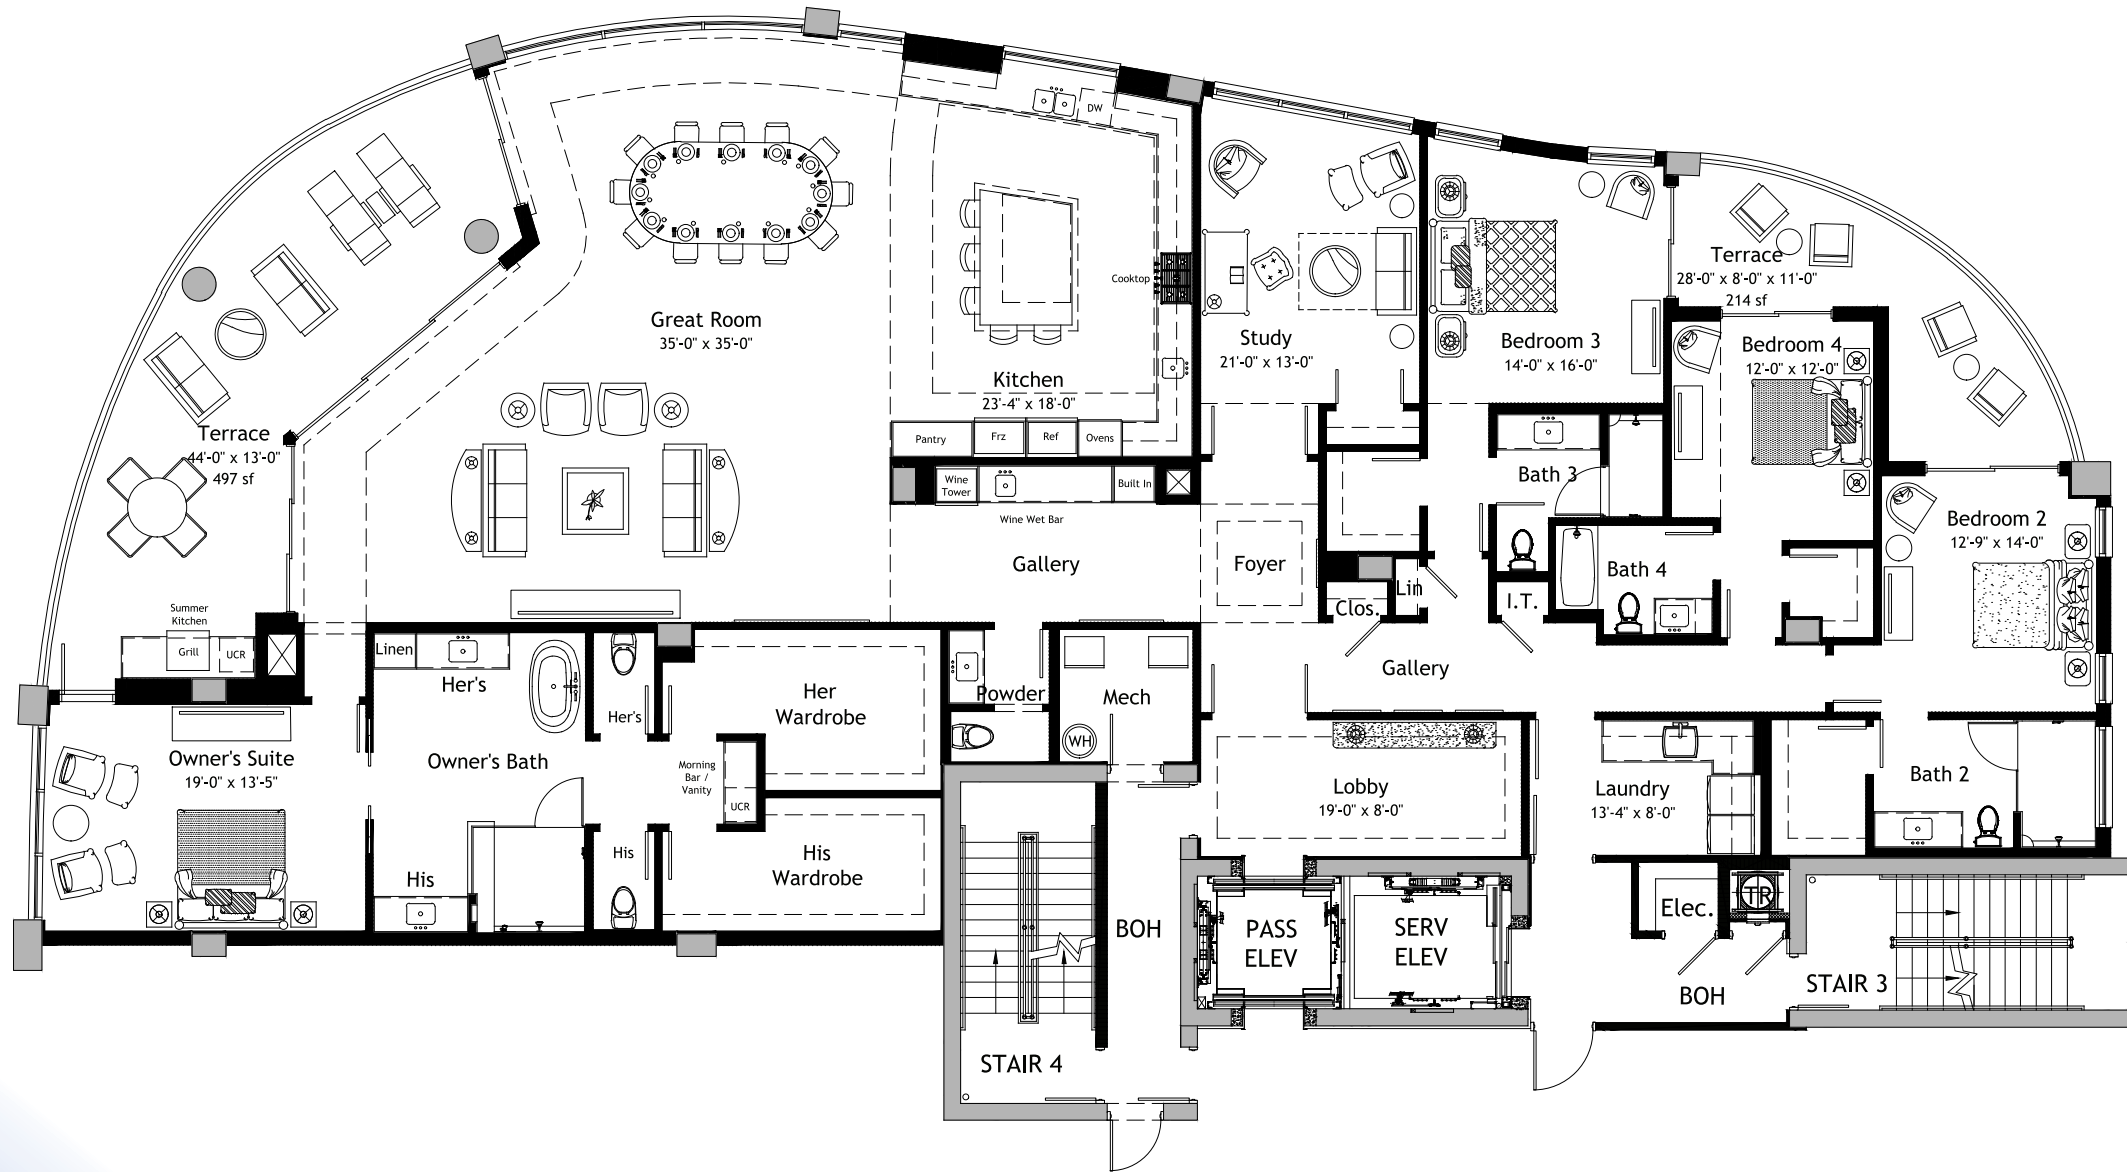 DW
Cooktop
Great Room
35'-0" x 35'-0"
Kitchen
23'-4" x 18'-0"
Pantry
Frz
Ref
Ovens
Study
21'-0" x 13'-0"
Bedroom 3
14'-0" x 16'-0"
Terrace
28'-0" x 8'-0" x 11'-0"
214 sf
Bedroom 4
12'-0" x 12'-0"
Terrace
44'-0" x 13'-0"
497 sf
Wine
Tower
Built In
Wine Wet Bar
Bath 3
Bedroom 2
12'-9" x 14'-0"
Gallery
Foyer
Clos.
Lin
I.T.
Bath 4
Summer
Kitchen
Grill
UCR
Linen
Her's
Her's
Her
Wardrobe
Powder
Mech
WH
Gallery
Owner's Suite
19'-0" x 13'-5"
Owner's Bath
Morning
Bar /
Vanity
UCR
Lobby
19'-0" x 8'-0"
Laundry
13'-4" x 8'-0"
Bath 2
His
His
His
Wardrobe
BOH
PASS
ELEV
SERV
ELEV
Elec.
TR
BOH
STAIR 3
STAIR 4